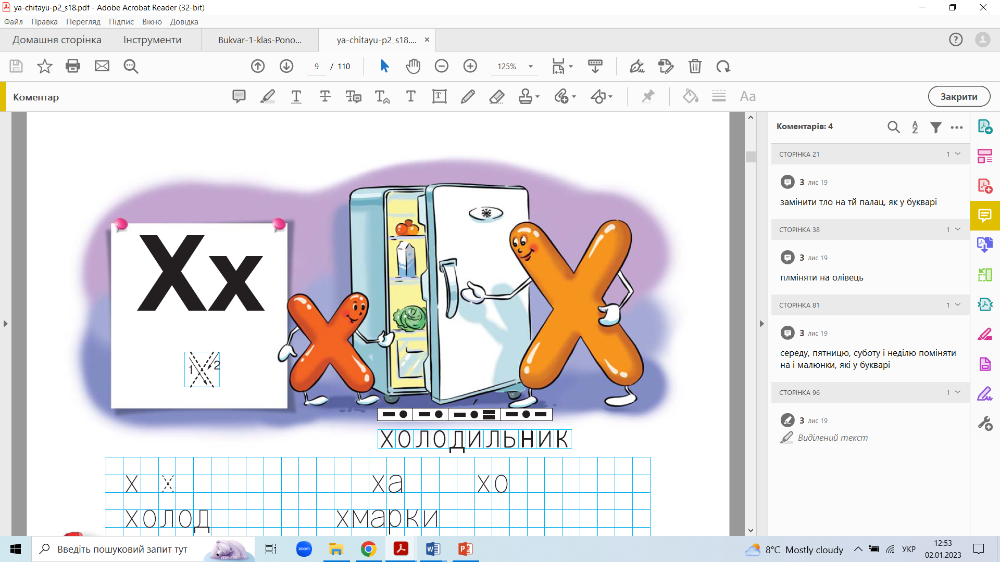 ya-chitayu-p2_s18.pdf - Adobe Acrobat Reader (32-bit)
Файл Правка Перегляд Підпис Вікно Довідка
Домашня сторінка Інструменти Bukvar-1-klas-Pono... ya-chitayu-p2_s18....
9 / 110 125%
Коментар Закрити
Хх
1 2
ХОЛОДИЛЬНИК
х х ха хо
холод хмарки
Коментарів: 4
СТОРІНКА 21 1
З лис 19
замінити тло на тй палац, як у букварі
СТОРІНКА 38 1
З лис 19
плміняти на олівець
СТОРІНКА 81 1
З лис 19
середу, пятницю, суботу і неділю поміняти
на і малюнки, які у букварі
СТОРІНКА 96 1
З лис 19
Виділений текст
Введіть пошуковий запит тут
zoom
8°C Mostly cloudy
УКР
12:53
02.01.2023